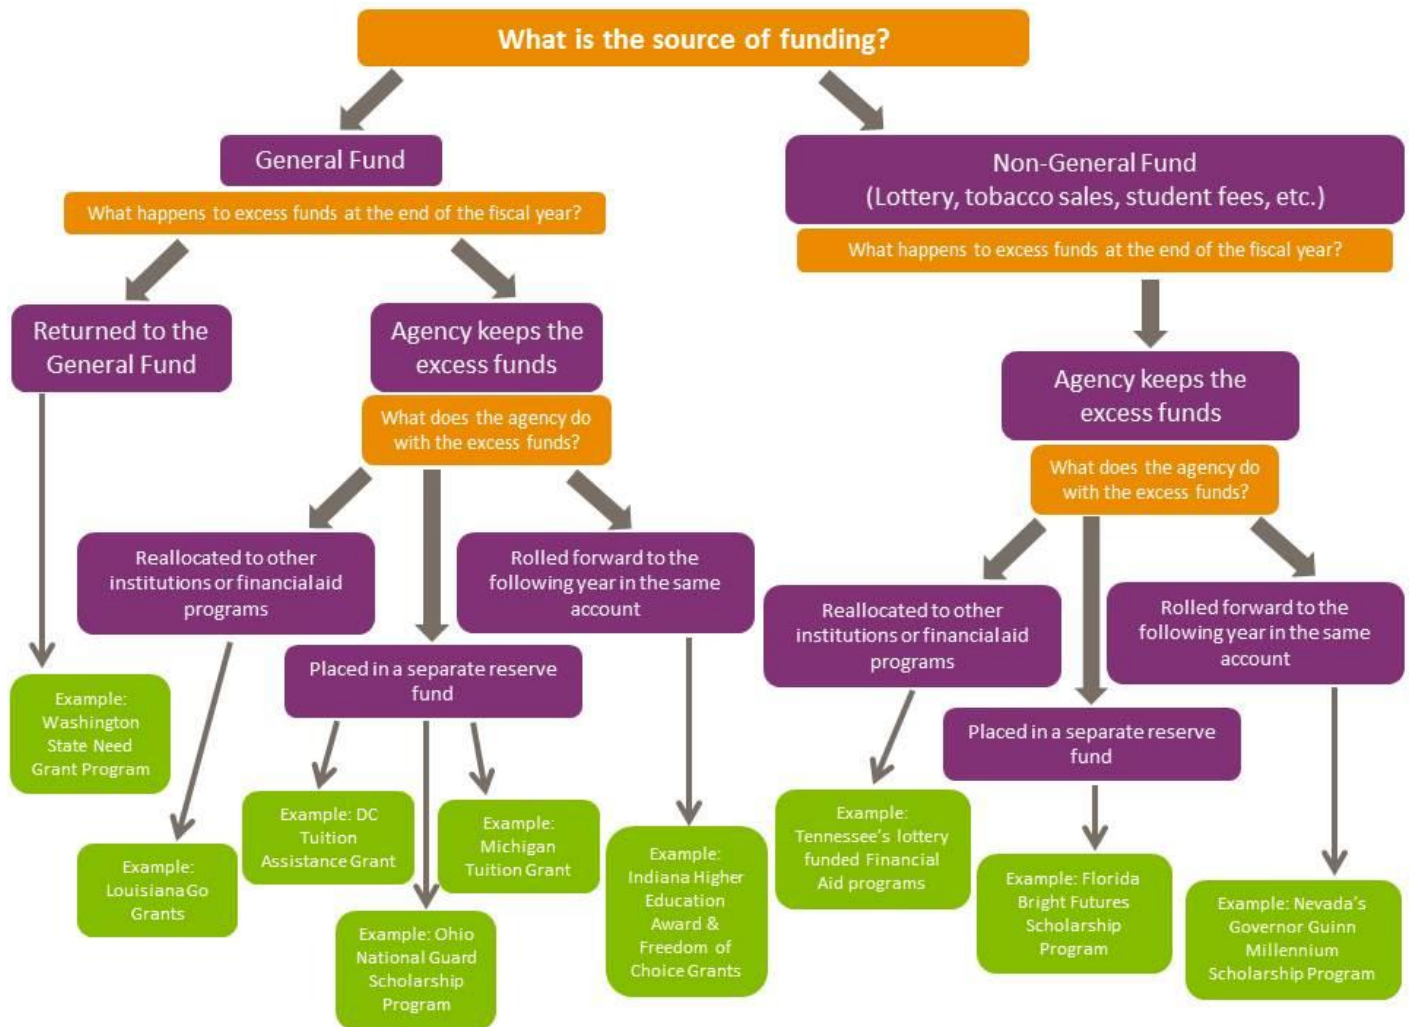 What is the source of funding?
General Fund
What happens to excess funds at the end of the fiscal year?
Returned to the
General Fund
Agency keeps the
excess funds
What does the agency do
with the excess funds?
Reallocated to other
institutions or financial aid
programs
Rolled forward to the
following year in the same
account
Placed in a separate reserve
fund
Example:
Washington
State Need
Grant Program
Example:
Louisiana Go
Grants
Example: DC
Tuition
Assistance Grant
Example: Ohio
National Guard
Scholarship
Program
Example:
Michigan
Tuition Grant
Example:
Indiana Higher
Education
Award &
Freedom of
Choice Grants
Non-General Fund
(Lottery, tobacco sales, student fees, etc.)
What happens to excess funds at the end of the fiscal year?
Agency keeps the
excess funds
What does the agency do
with the excess funds?
Reallocated to other
institutions or financial aid
programs
Rolled forward to the
following year in the same
account
Placed in a separate reserve
fund
Example:
Tennessee's lottery
funded Financial
Aid programs
Example: Florida
Bright Futures
Scholarship
Program
Example: Nevada's
Governor Guinn
Millennium
Scholarship Program